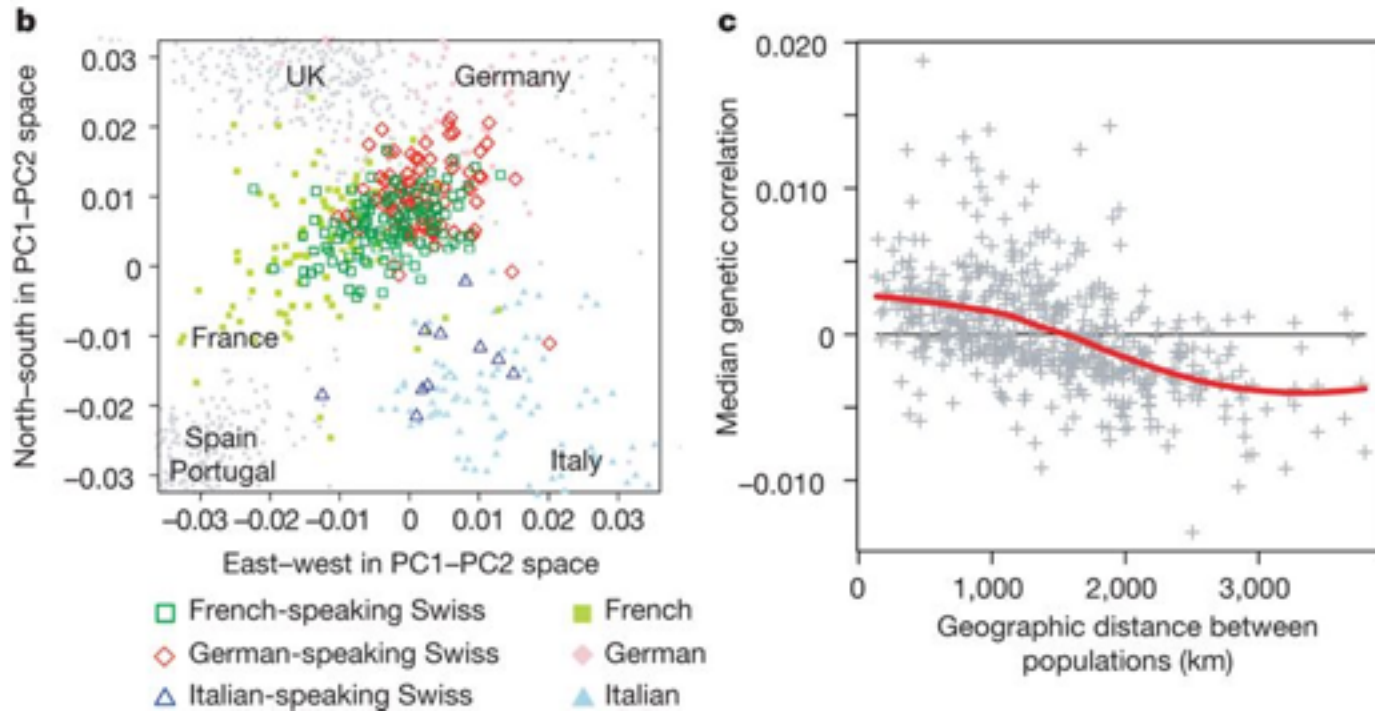 b
North–south in PC1–PC2 space
0.03
0.02
0.01
0
–0.01
–0.02
–0.03
UK
Germany
France
Spain
Portugal
Italy
–0.03 –0.02 –0.01 0 0.01 0.02 0.03
East–west in PC1–PC2 space
French-speaking Swiss
French
German-speaking Swiss
German
Italian-speaking Swiss
Italian
c
Median genetic correlation
0.020
0.010
0
–0.010
0 1,000 2,000 3,000
Geographic distance between
populations (km)